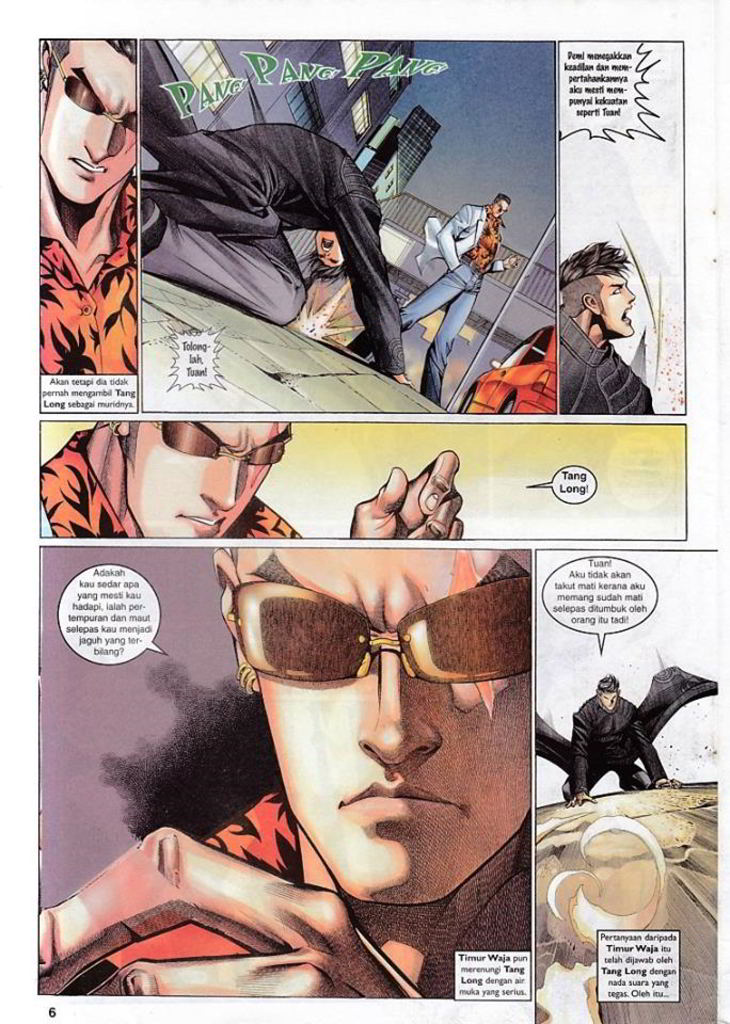 Akan tetapi dia tidak
pernah mengambil Tang
Long sebagai muridnya.
PANG PANG PANG
Tolong-
lah,
Tuan!
Demi menegakkan
keadilan dan mem-
pertahankannya
aku mesti mem-
punyai kekuatan
seperti Tuan!
Tang
Long!
Adakah
kau sedar apa
yang mesti kau
hadapi, ialah per-
tempuran dan maut
selepas kau menjadi
jaguh yang ter-
bilang?
Timur Waja pun
merenungi Tang
Long dengan air
muka yang serius.
Tuan!
Aku tidak akan
takut mati kerana aku
memang sudah mati
selepas ditumbuk oleh
orang itu tadi!
Pertanyaan daripada
Timur Waja itu
telah dijawab oleh
Tang Long dengan
nada suara yang
tegas. Oleh itu...
6